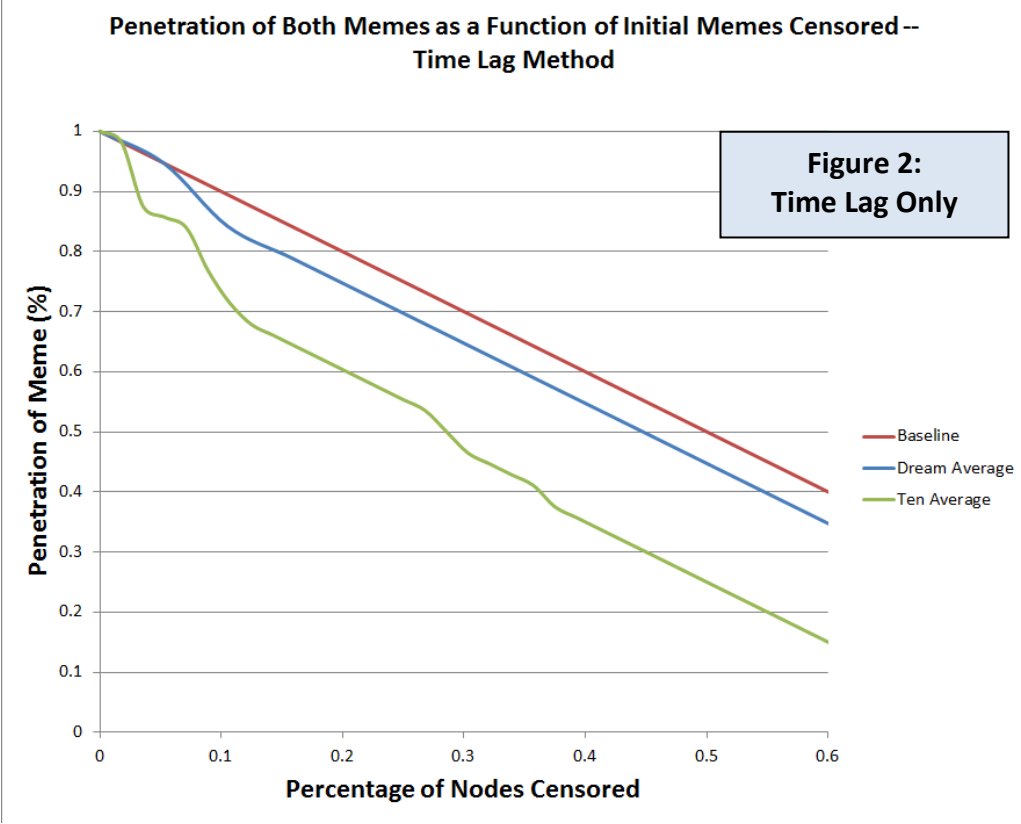 Penetration of Both Memes as a Function of Initial Memes Censored --
Time Lag Method
Figure 2:
Time Lag Only
Penetration of Meme (%)
1
0.9
0.8
0.7
0.6
0.5
0.4
0.3
0.2
0.1
0
0 0.1 0.2 0.3 0.4 0.5 0.6
Percentage of Nodes Censored
Baseline
Dream Average
Ten Average